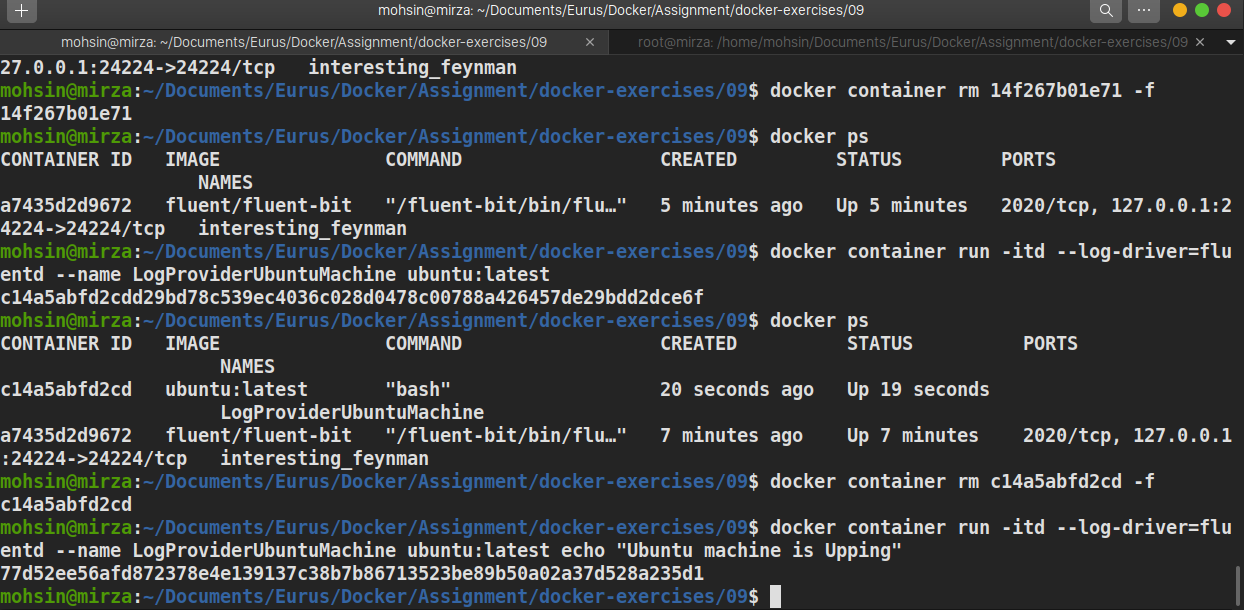 mohsin@mirza: ~/Documents/Eurus/Docker/Assignment/docker-exercises/09
mohsin@mirza: ~/Documents/Eurus/Docker/Assignment/docker-exercises/09
root@mirza: /home/mohsin/Documents/Eurus/Docker/Assignment/docker-exercises/09
27.0.0.1:24224->24224/tcp   interesting_feynman
mohsin@mirza:~/Documents/Eurus/Docker/Assignment/docker-exercises/09$ docker container rm 14f267b01e71 -f
14f267b01e71
mohsin@mirza:~/Documents/Eurus/Docker/Assignment/docker-exercises/09$ docker ps
CONTAINER ID   IMAGE               COMMAND                  CREATED         STATUS         PORTS
                  NAMES
a7435d2d9672   fluent/fluent-bit   "/fluent-bit/bin/flu…"   5 minutes ago   Up 5 minutes   2020/tcp, 127.0.0.1:2
4224->24224/tcp   interesting_feynman
mohsin@mirza:~/Documents/Eurus/Docker/Assignment/docker-exercises/09$ docker container run -itd --log-driver=flu
entd --name LogProviderUbuntuMachine ubuntu:latest
c14a5abfd2cdd29bd78c539ec4036c028d0478c00788a426457de29bdd2dce6f
mohsin@mirza:~/Documents/Eurus/Docker/Assignment/docker-exercises/09$ docker ps
CONTAINER ID   IMAGE               COMMAND                  CREATED          STATUS          PORTS
                    NAMES
c14a5abfd2cd   ubuntu:latest       "bash"                   20 seconds ago   Up 19 seconds
                    LogProviderUbuntuMachine
a7435d2d9672   fluent/fluent-bit   "/fluent-bit/bin/flu…"   7 minutes ago    Up 7 minutes    2020/tcp, 127.0.0.1
:24224->24224/tcp   interesting_feynman
mohsin@mirza:~/Documents/Eurus/Docker/Assignment/docker-exercises/09$ docker container rm c14a5abfd2cd -f
c14a5abfd2cd
mohsin@mirza:~/Documents/Eurus/Docker/Assignment/docker-exercises/09$ docker container run -itd --log-driver=flu
entd --name LogProviderUbuntuMachine ubuntu:latest echo "Ubuntu machine is Upping"
77d52ee56afd872378e4e139137c38b7b86713523be89b50a02a37d528a235d1
mohsin@mirza:~/Documents/Eurus/Docker/Assignment/docker-exercises/09$